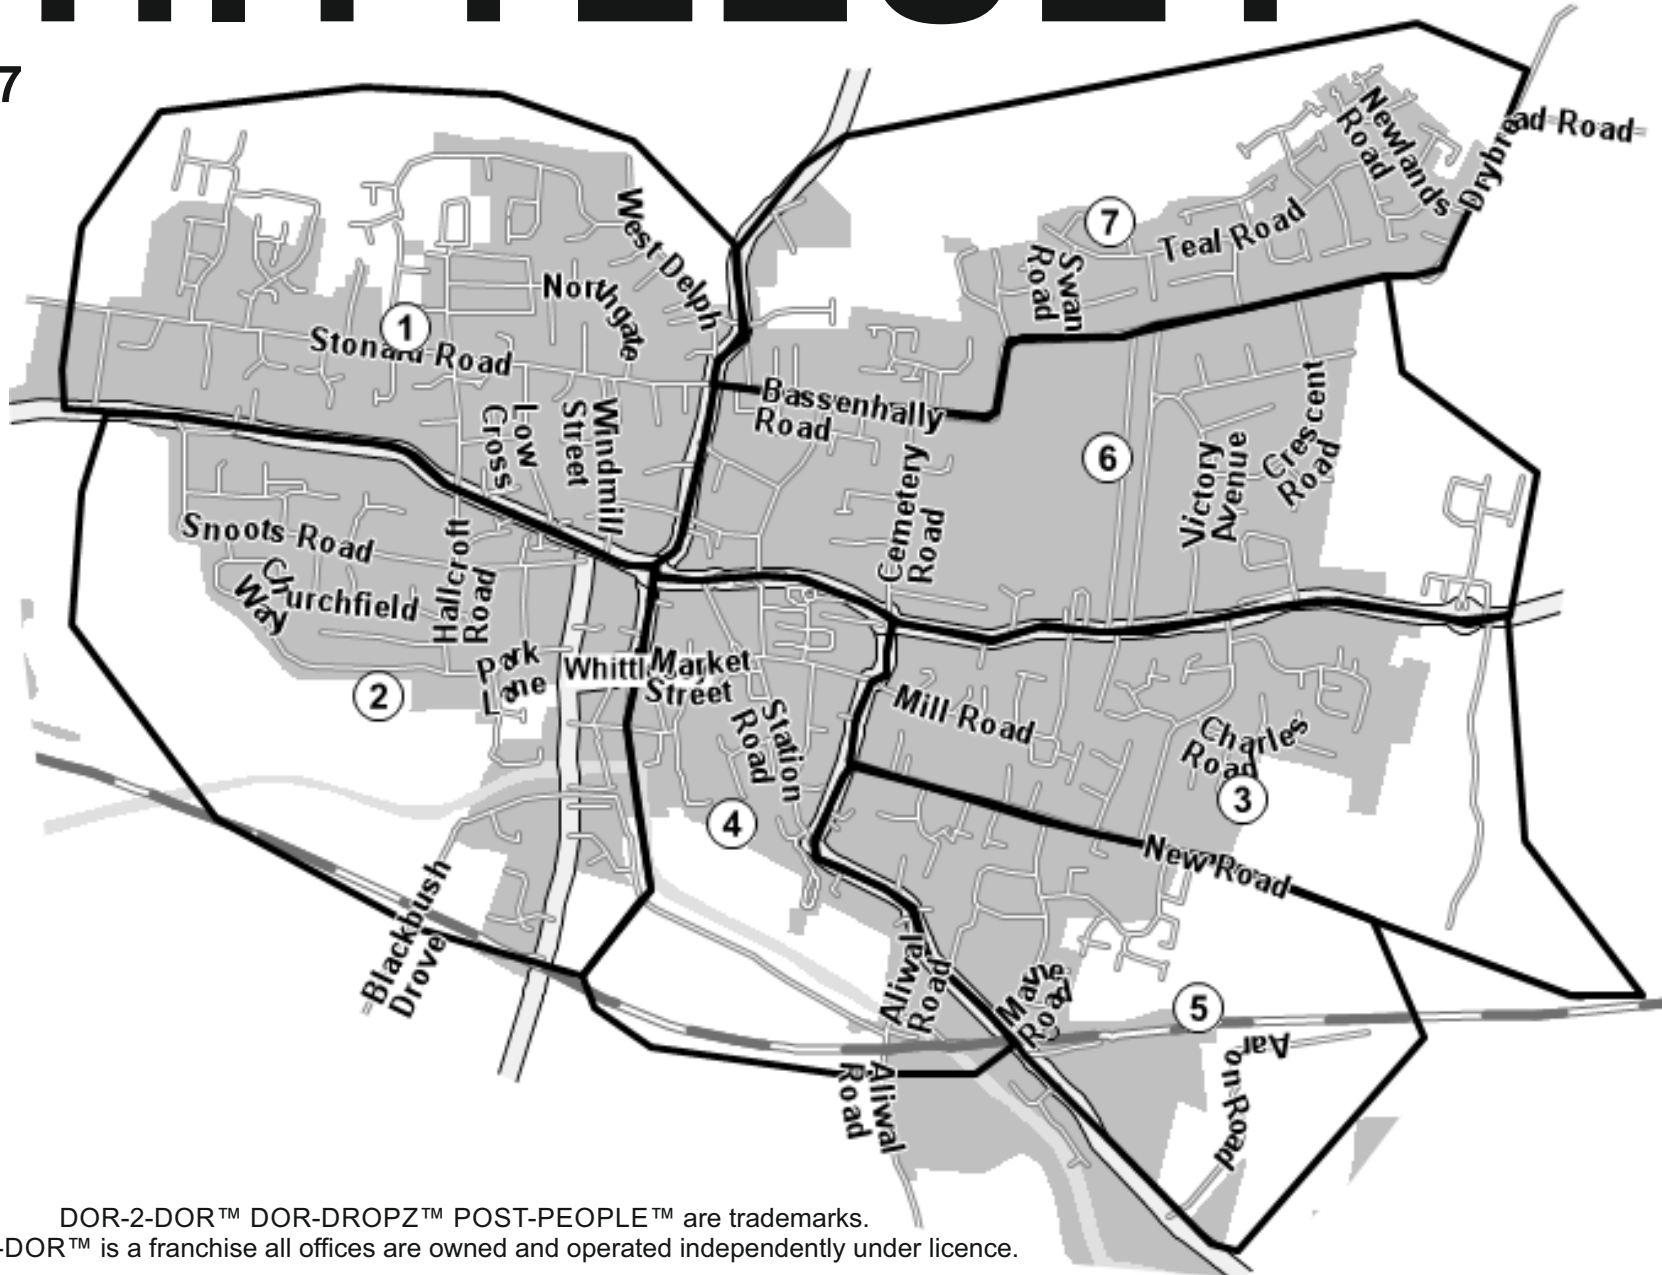 7
Newlands
Road
Drybread Road
7
Teal Road
Swan
Road
West Delph
Northgate
1
Stonald Road
Bassenhally
Road
Low
Cross
Windmill
Street
6
Victory
Avenue
Crescent
Road
Cemetery
Road
Snoots Road
Churchfield
Way
Hallcroft
Road
Park
Lane
2
Market
Street
Station
Road
Mill Road
Charles
Road
3
4
New Road
Blackbush
Drove
Aliwal
Road
5
Aaron Road
Aliwal
Road
DOR-2-DOR™ DOR-DROPZ™ POST-PEOPLE™ are trademarks.
-DOR™ is a franchise all offices are owned and operated independently under licence.